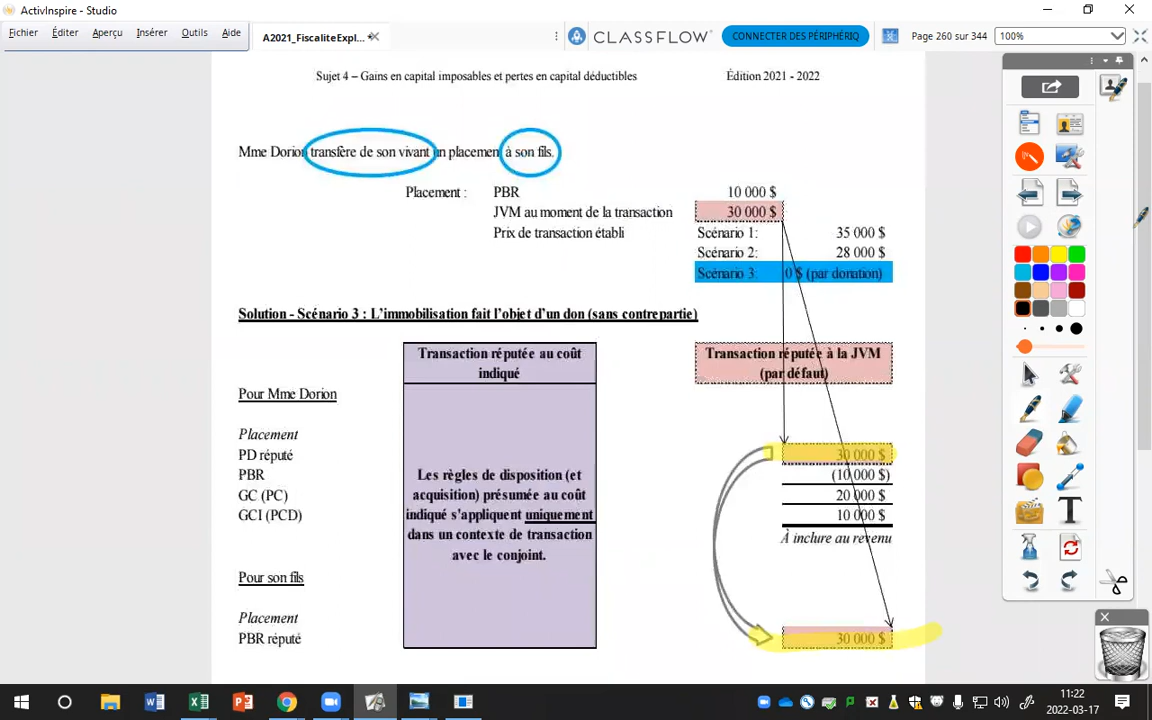 ActivInspire - Studio
Fichier Éditer Aperçu Insérer Outils Aide
A2021_FiscaliteExpl...
CLASSFLOW
CONNECTER DES PÉRIPHÉRIQ
Page 260 sur 344
100%
Sujet 4 – Gains en capital imposables et pertes en capital déductibles Édition 2021 - 2022
Mme Dorion transfère de son vivant un placement à son fils.
Placement : PBR 10 000 $
JVM au moment de la transaction 30 000 $
Prix de transaction établi Scénario 1: 35 000 $
Scénario 2: 28 000 $
Scénario 3: 0 $ (par donation)
Solution - Scénario 3 : L'immobilisation fait l'objet d'un don (sans contrepartie)
Transaction réputée au coût
indiqué
Transaction réputée à la JVM
(par défaut)
Pour Mme Dorion
Placement
PD réputé 30 000 $
PBR (10 000 $)
GC (PC) 20 000 $
GCI (PCD) 10 000 $
À inclure au revenu
Les règles de disposition (et
acquisition) présumée au coût
indiqué s'appliquent uniquement
dans un contexte de transaction
avec le conjoint.
Pour son fils
Placement
PBR réputé 30 000 $
11:22
2022-03-17